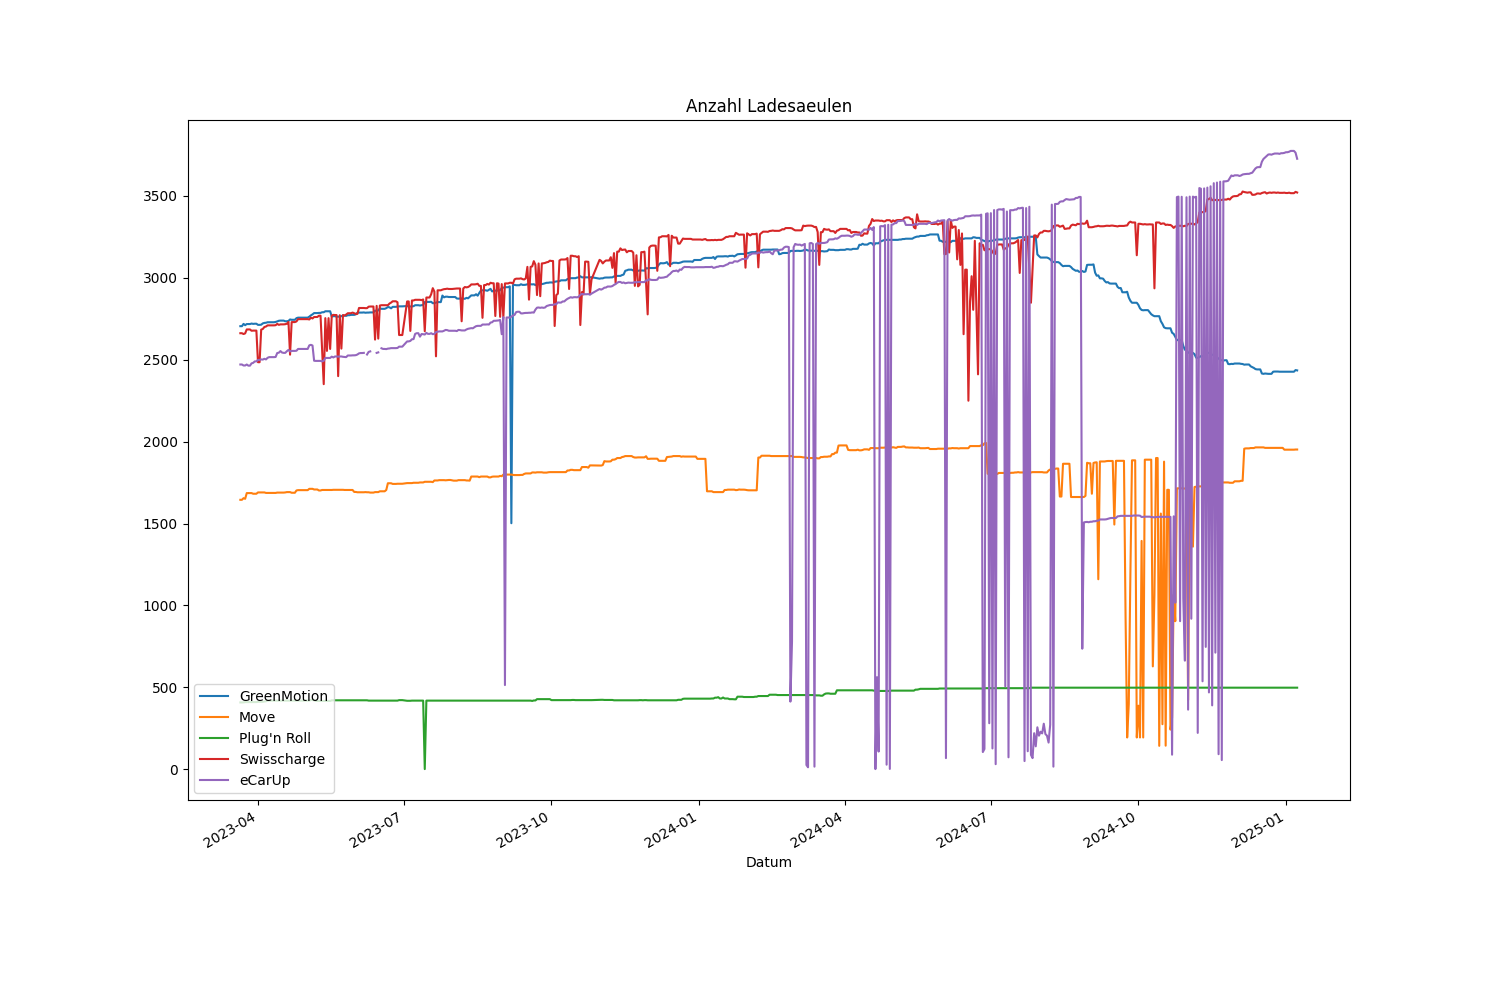 Anzahl Ladesaeulen
3500
3000
2500
2000
1500
1000
500
0
GreenMotion
Move
Plug'n Roll
Swisscharge
eCarUp
2023-04
2023-07
2023-10
2024-01
2024-04
2024-07
2024-10
2025-01
Datum